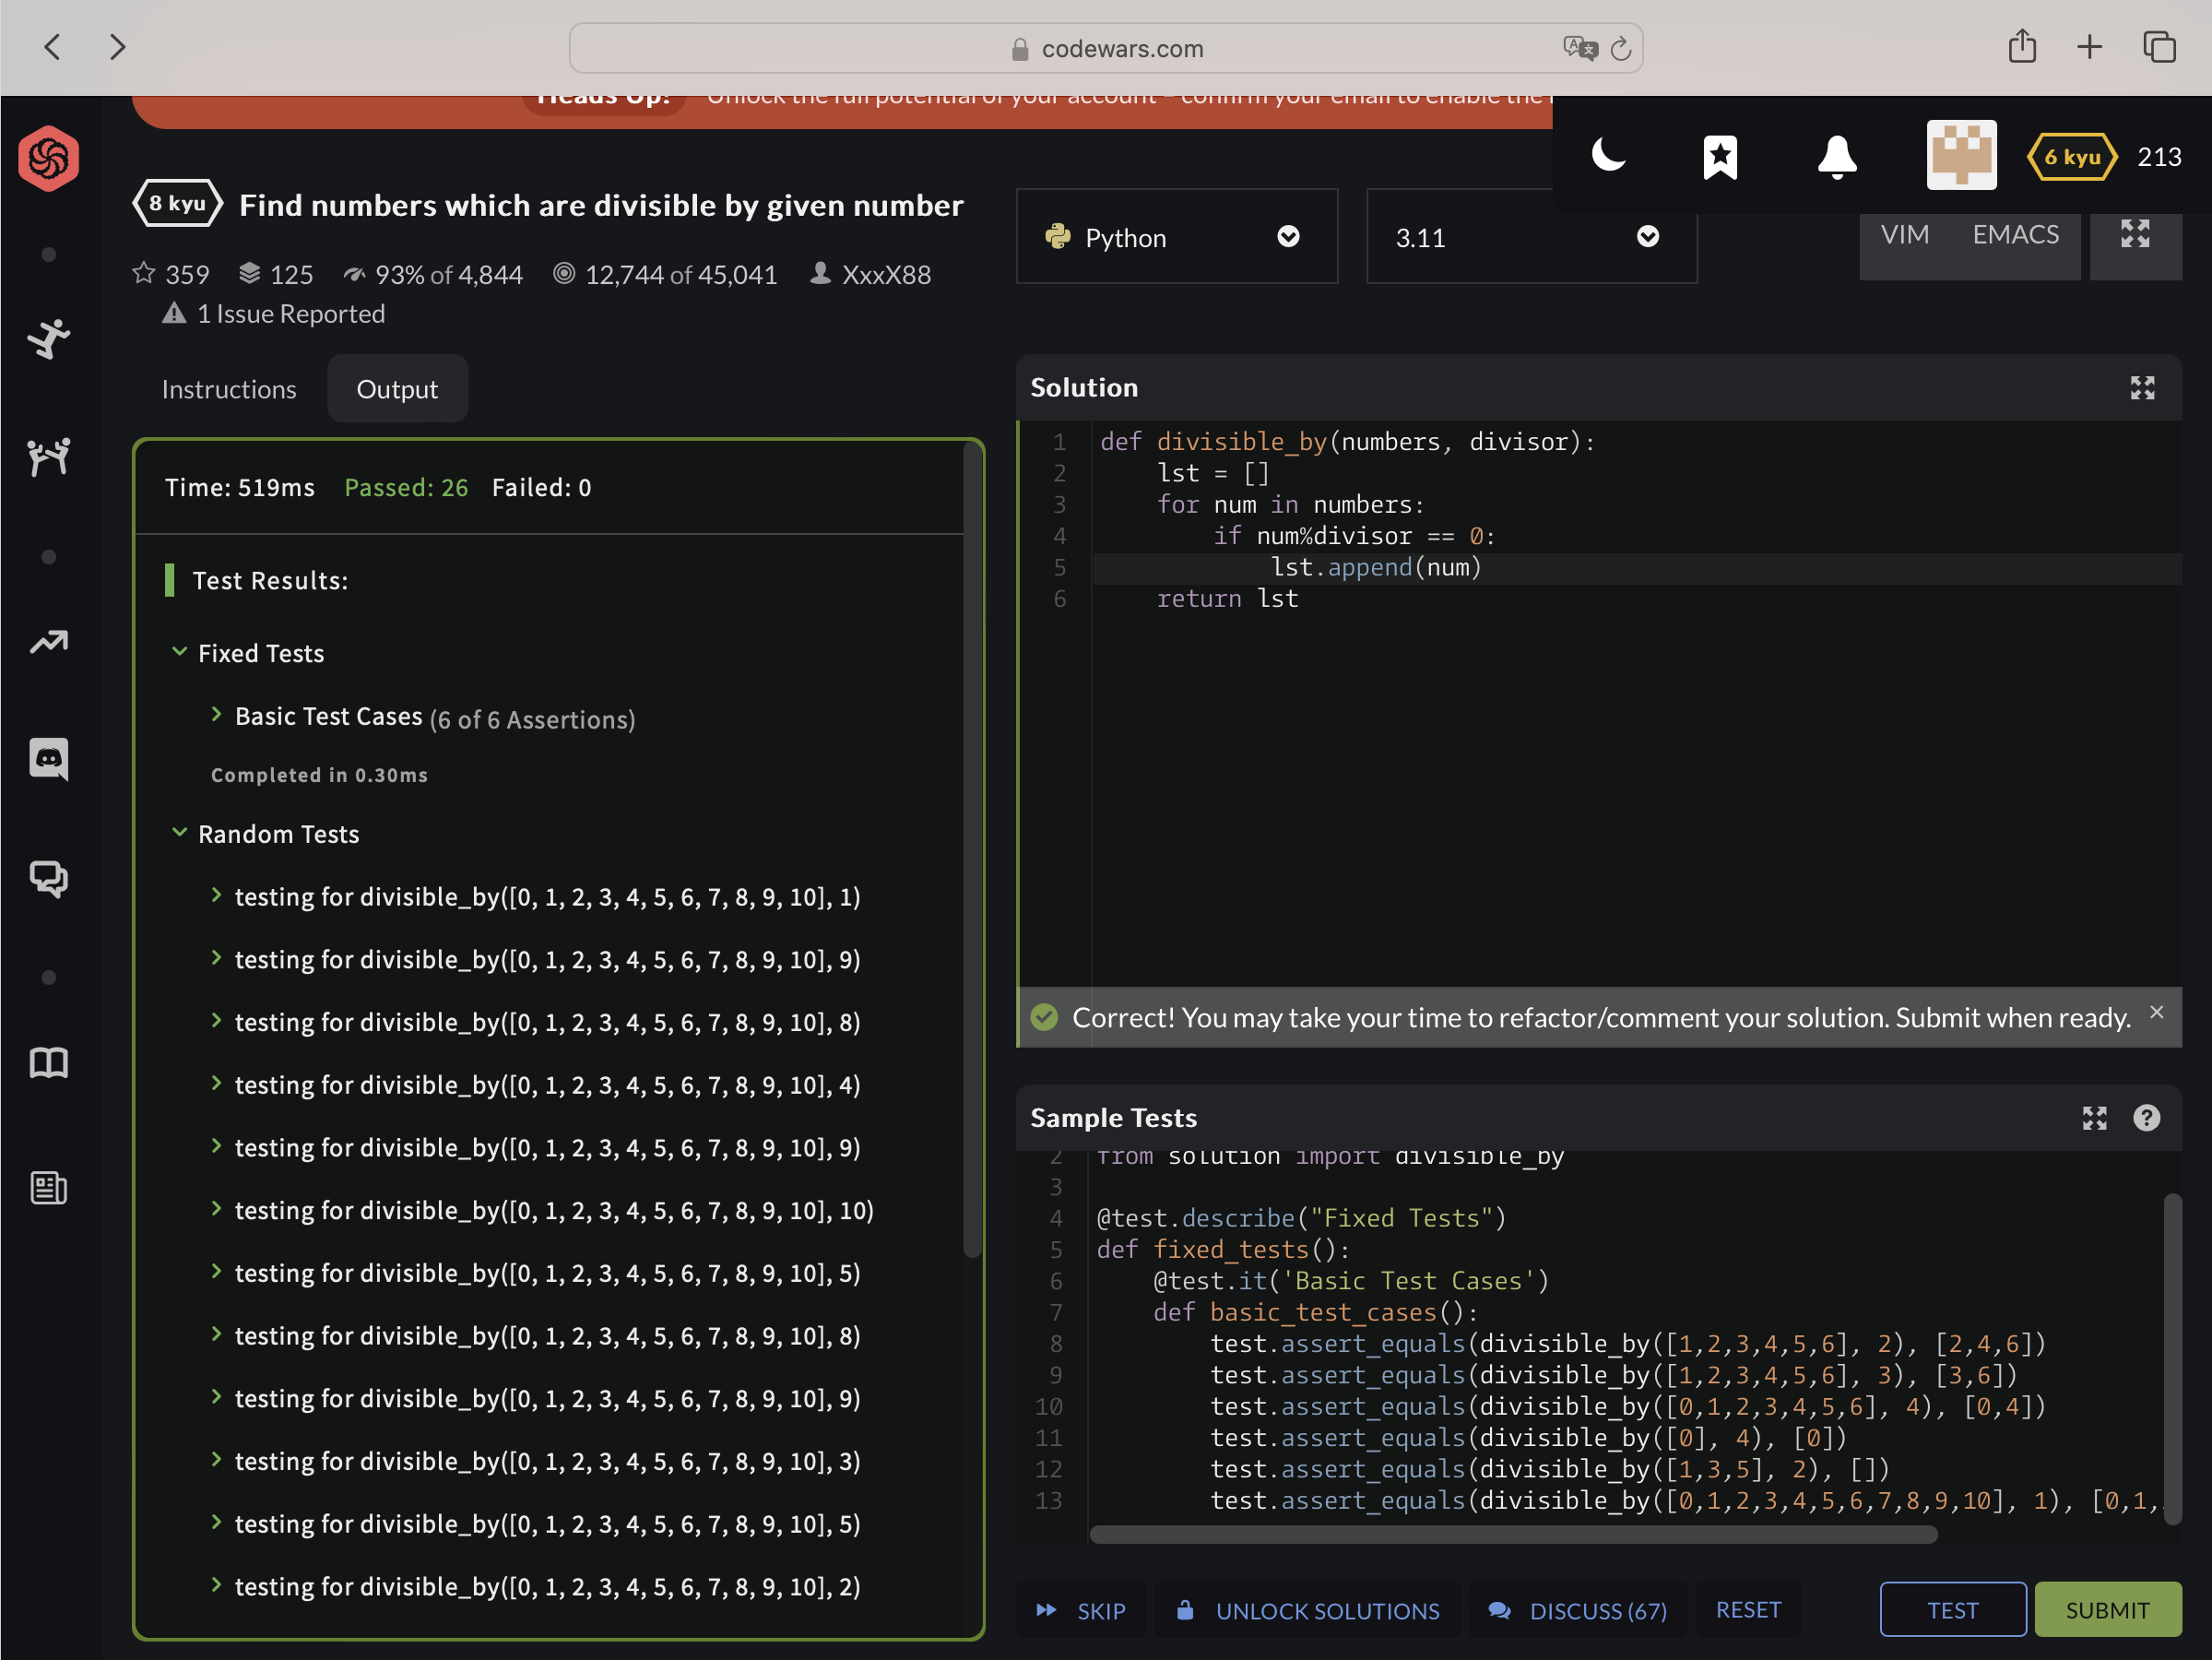 codewars.com
Heads Up! Unlock the full potential of your account – confirm your email to enable the
6 kyu 213
8 kyu Find numbers which are divisible by given number
359 125 93% of 4,844 12,744 of 45,041 XxxX88
1 Issue Reported
Python 3.11
VIM EMACS
Instructions Output
Time: 519ms Passed: 26 Failed: 0
Test Results:
Fixed Tests
Basic Test Cases (6 of 6 Assertions)
Completed in 0.30ms
Random Tests
testing for divisible_by([0, 1, 2, 3, 4, 5, 6, 7, 8, 9, 10], 1)
testing for divisible_by([0, 1, 2, 3, 4, 5, 6, 7, 8, 9, 10], 9)
testing for divisible_by([0, 1, 2, 3, 4, 5, 6, 7, 8, 9, 10], 8)
testing for divisible_by([0, 1, 2, 3, 4, 5, 6, 7, 8, 9, 10], 4)
testing for divisible_by([0, 1, 2, 3, 4, 5, 6, 7, 8, 9, 10], 9)
testing for divisible_by([0, 1, 2, 3, 4, 5, 6, 7, 8, 9, 10], 10)
testing for divisible_by([0, 1, 2, 3, 4, 5, 6, 7, 8, 9, 10], 5)
testing for divisible_by([0, 1, 2, 3, 4, 5, 6, 7, 8, 9, 10], 8)
testing for divisible_by([0, 1, 2, 3, 4, 5, 6, 7, 8, 9, 10], 9)
testing for divisible_by([0, 1, 2, 3, 4, 5, 6, 7, 8, 9, 10], 3)
testing for divisible_by([0, 1, 2, 3, 4, 5, 6, 7, 8, 9, 10], 5)
testing for divisible_by([0, 1, 2, 3, 4, 5, 6, 7, 8, 9, 10], 2)
Solution
1 def divisible_by(numbers, divisor):
2     lst = []
3     for num in numbers:
4         if num%divisor == 0:
5             lst.append(num)
6     return lst
Correct! You may take your time to refactor/comment your solution. Submit when ready.
Sample Tests
2 from solution import divisible_by
3
4 @test.describe("Fixed Tests")
5 def fixed_tests():
6     @test.it('Basic Test Cases')
7     def basic_test_cases():
8         test.assert_equals(divisible_by([1,2,3,4,5,6], 2), [2,4,6])
9         test.assert_equals(divisible_by([1,2,3,4,5,6], 3), [3,6])
10         test.assert_equals(divisible_by([0,1,2,3,4,5,6], 4), [0,4])
11         test.assert_equals(divisible_by([0], 4), [0])
12         test.assert_equals(divisible_by([1,3,5], 2), [])
13         test.assert_equals(divisible_by([0,1,2,3,4,5,6,7,8,9,10], 1), [0,1,
SKIP UNLOCK SOLUTIONS DISCUSS (67) RESET TEST SUBMIT